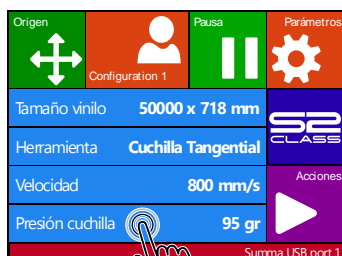 Origen
Configuration 1
Pausa
Parámetros
Tamaño vinilo 50000 x 718 mm
Herramienta Cuchilla Tangential
S2 CLASS
Velocidad 800 mm/s
Acciones
Presión cuchilla 95 gr
Summa USB port 1